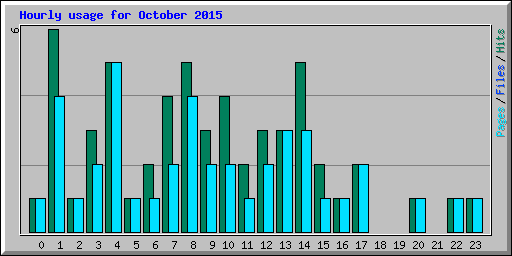 Hourly usage for October 2015
6
Pages/Files/Hits
0 1 2 3 4 5 6 7 8 9 10 11 12 13 14 15 16 17 18 19 20 21 22 23